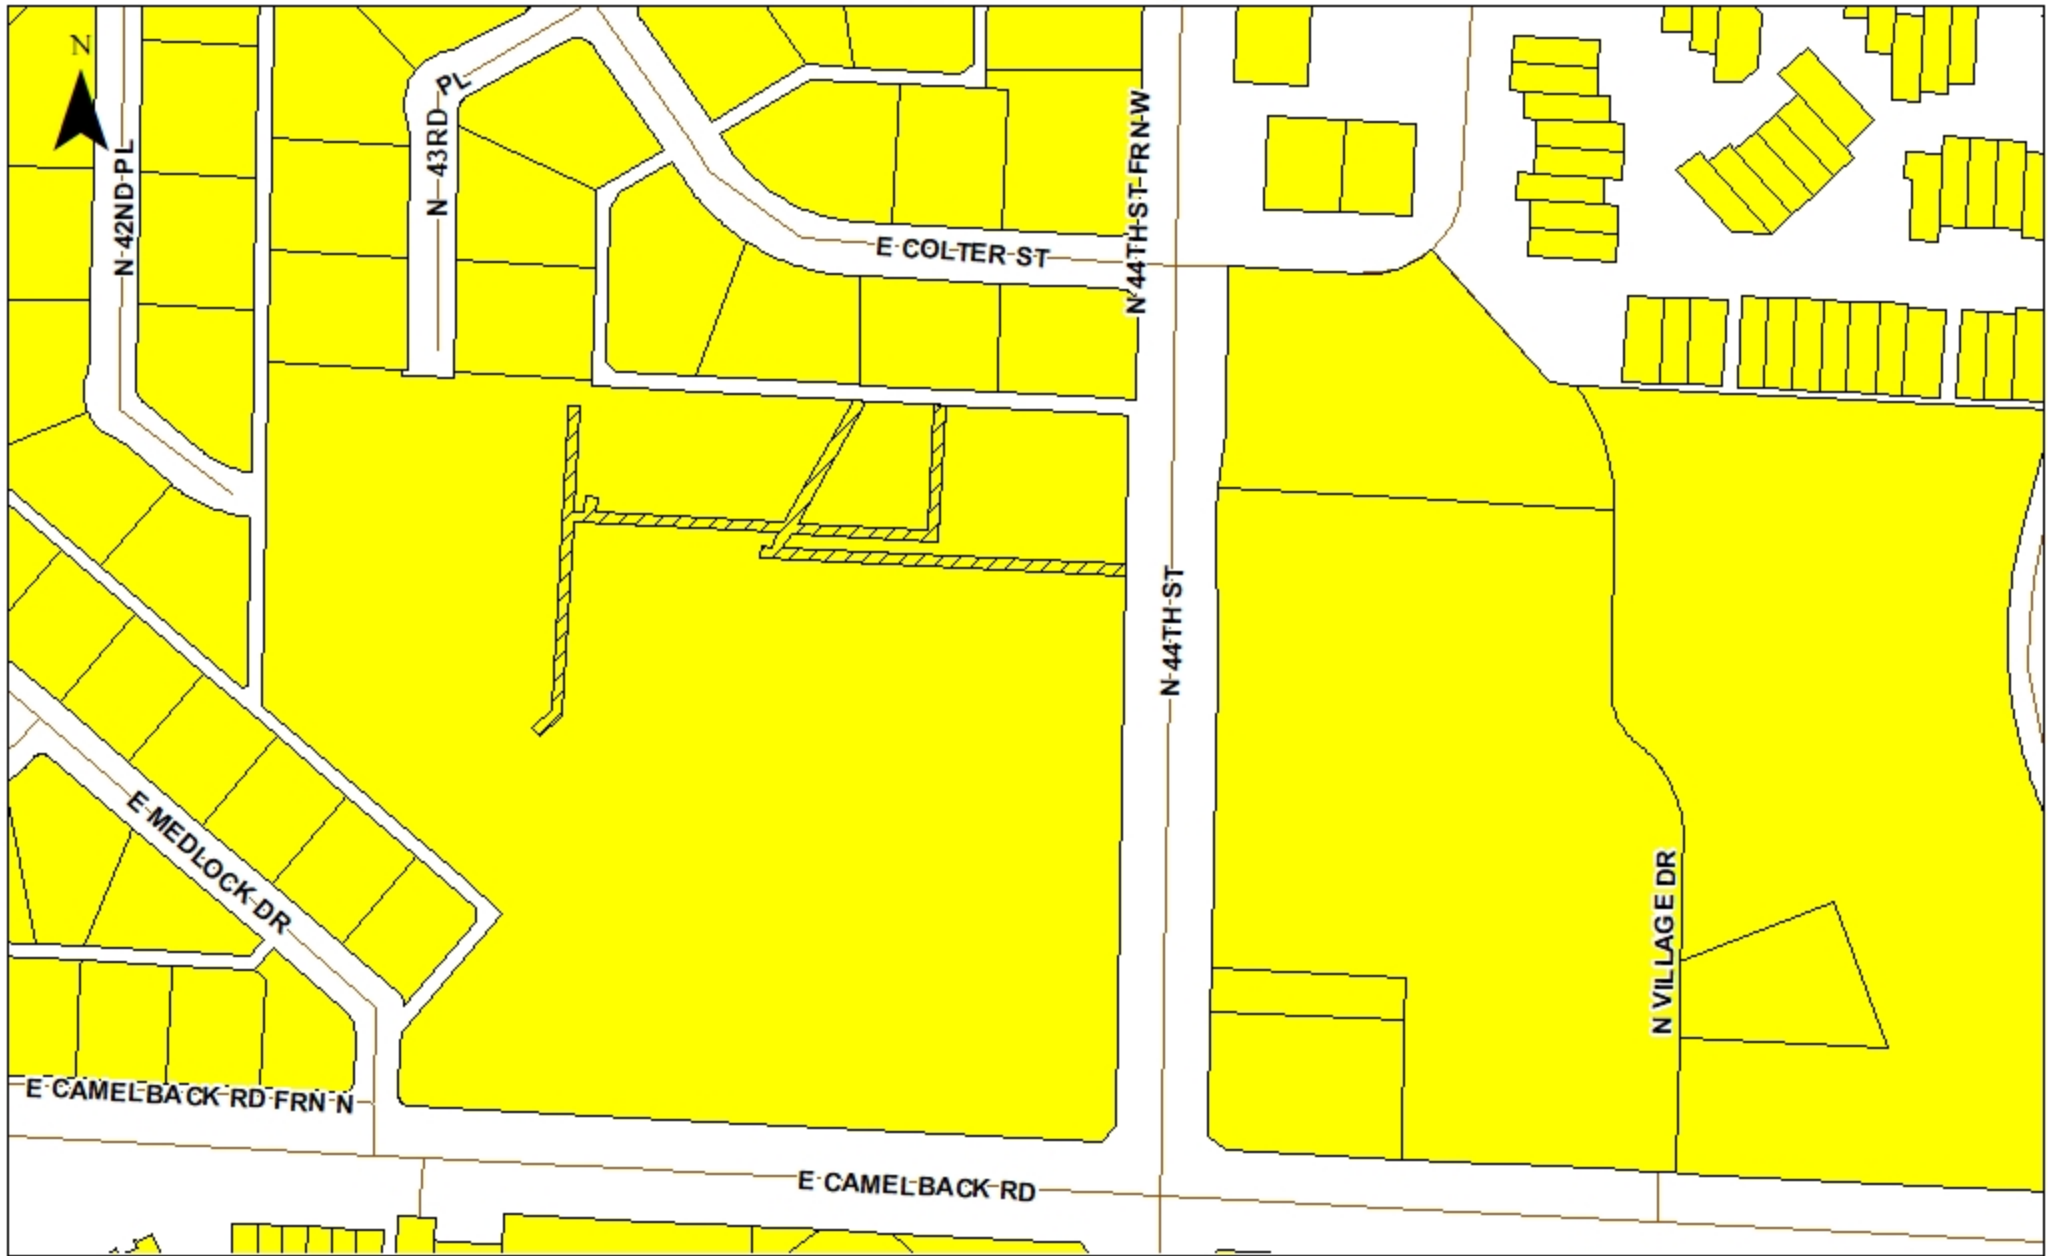 N
N 42ND PL
N 43RD PL
E COLTER ST
N 44TH ST FRN W
N 44TH ST
E MEDLOCK DR
N VILLAGE DR
E CAMELBACK RD FRN N
E CAMELBACK RD